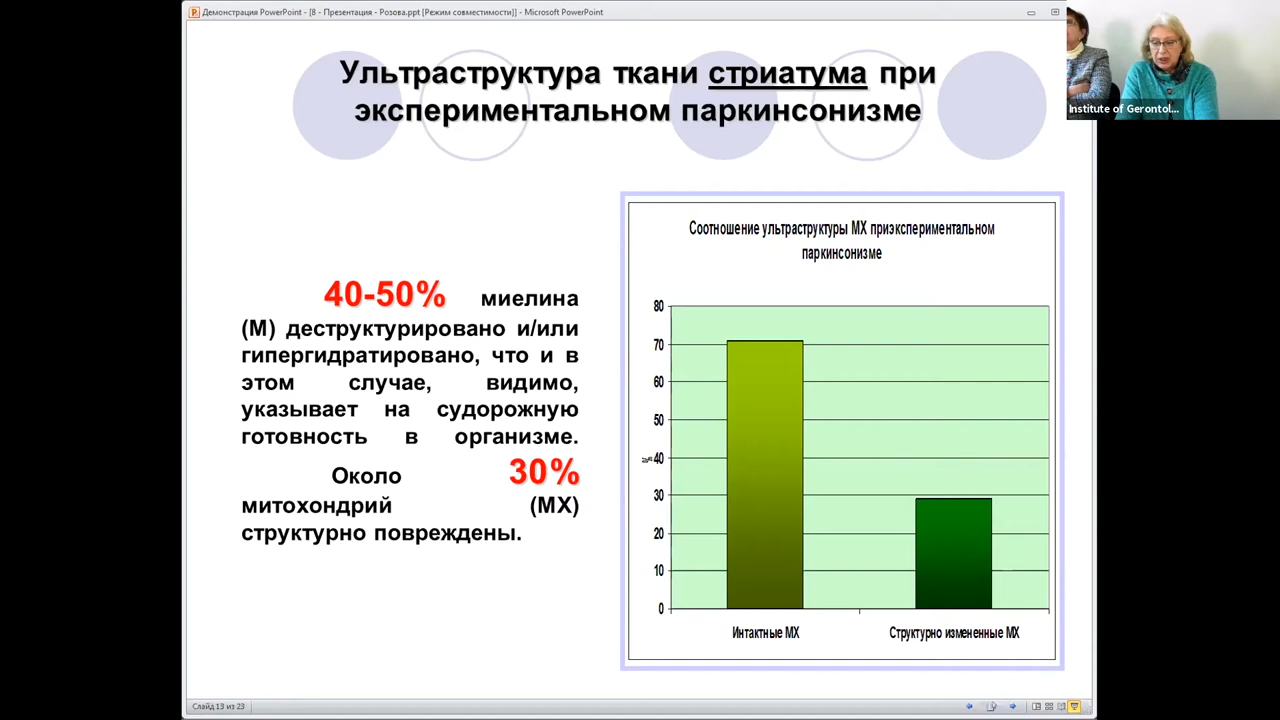 Демонстрация PowerPoint - [8 - Презентация - Розова.ppt [Режим совместимости]] - Microsoft PowerPoint
Institute of Gerontol...
Ультраструктура ткани стриатума при
экспериментальном паркинсонизме
40-50% миелина
(М) деструктурировано и/или
гипергидратировано, что и в
этом случае, видимо,
указывает на судорожную
готовность в организме.
Около 30%
митохондрий (МХ)
структурно повреждены.
Соотношение ультраструктуры МХ приэкспериментальном
паркинсонизме
80
70
60
50
40
30
20
10
0
%
Интактные МХ
Структурно измененные МХ
Слайд 13 из 23